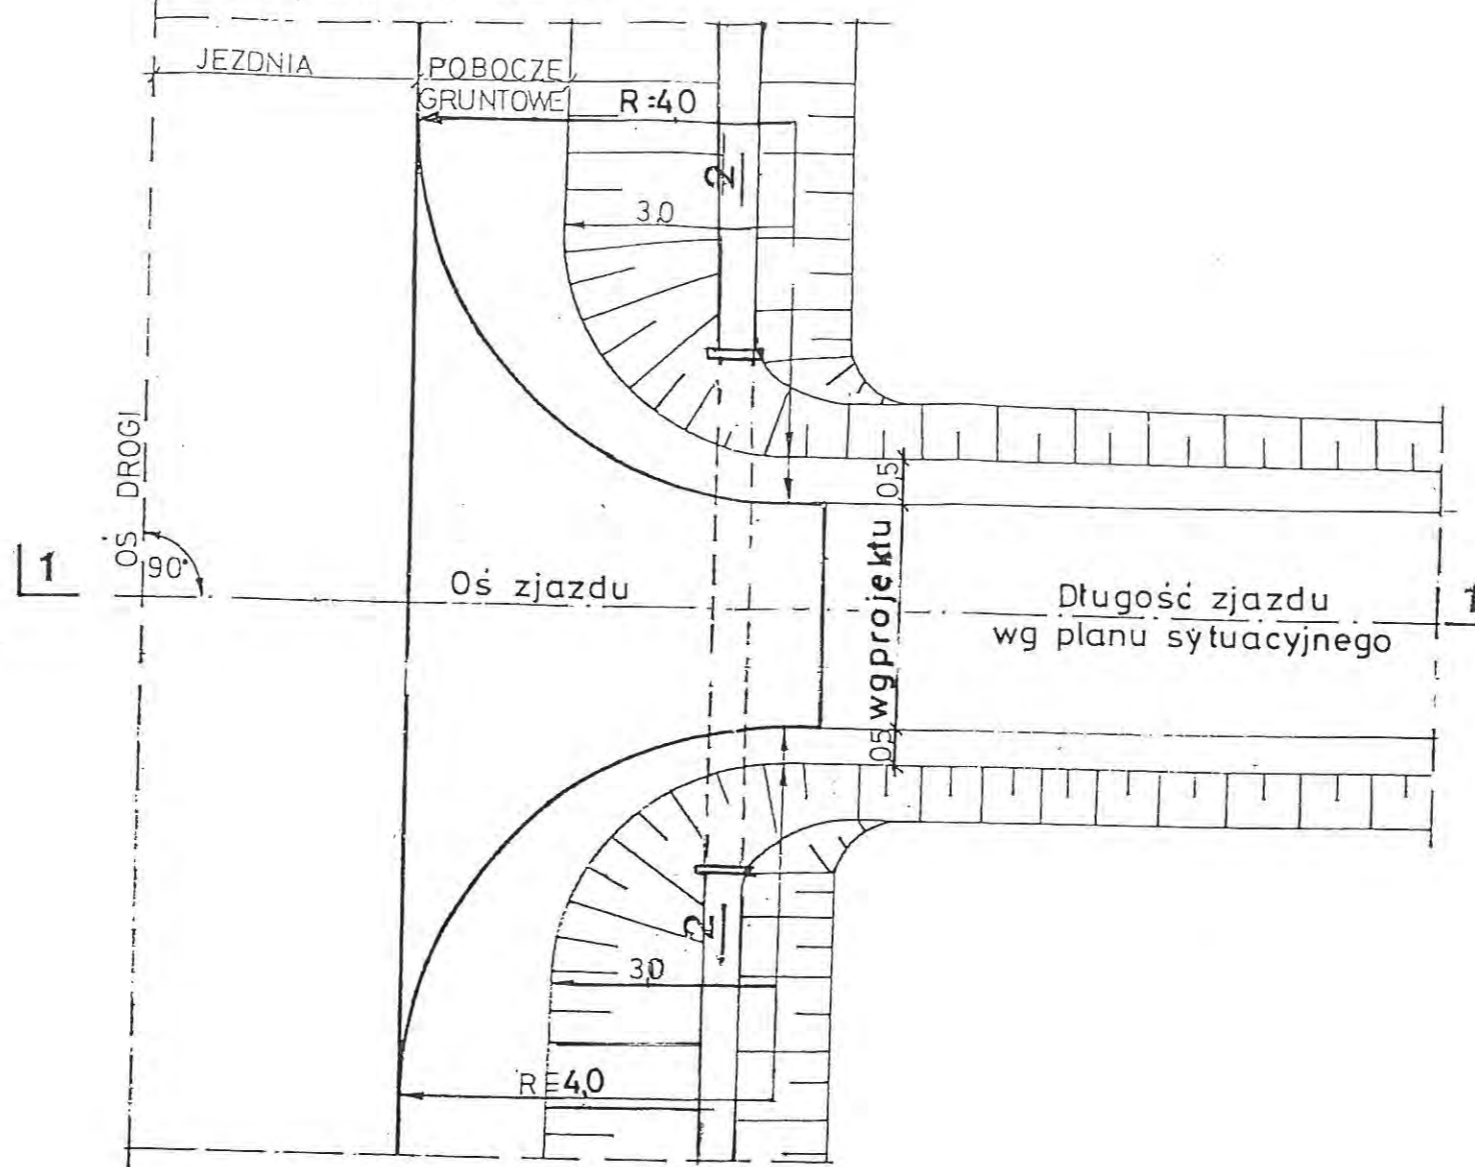 JEZDNIA
POBOCZE
GRUNTOWE
R=4,0
2
3,0
OŚ DROGI
0,5
1
90°
Oś zjazdu
wg projektu
Długość zjazdu
wg planu sytuacyjnego
1
0,5
2
3,0
R=4,0